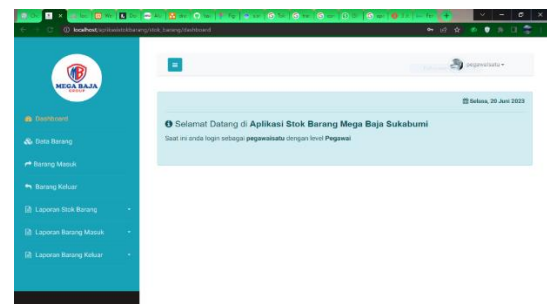 localhost/aplikasistokbarang/stok_barang/dashboard
MEGA BAJA
GROUP
pegawaisatu
Selasa, 20 Juni 2023
Dashboard
Selamat Datang di Aplikasi Stok Barang Mega Baja Sukabumi
Saat ini anda login sebagai pegawaisatu dengan level Pegawai
Data Barang
Barang Masuk
Barang Keluar
Laporan Stok Barang
Laporan Barang Masuk
Laporan Barang Keluar